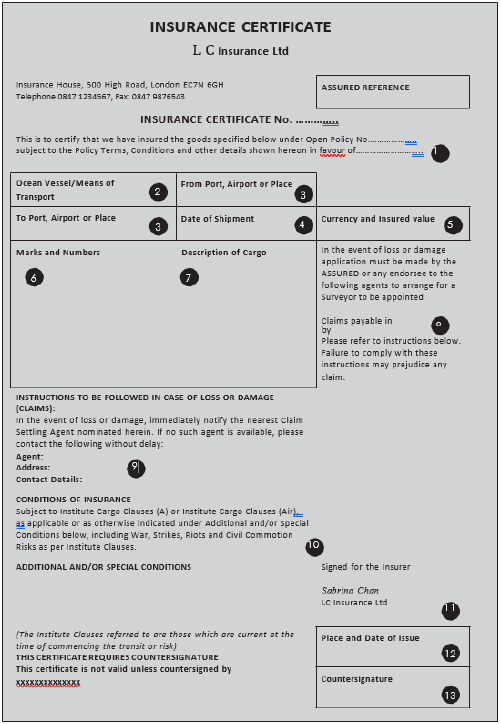 INSURANCE CERTIFICATE
L C Insurance Ltd
Insurance House, 500 High Road, London EC7N 6GH
Telephone 0847 1234567, Fax: 0847 9876543
ASSURED REFERENCE
INSURANCE CERTIFICATE No. ..............
This is to certify that we have insured the goods specified below under Open Policy No..................
subject to the Policy Terms, Conditions and other details shown hereon in favour of.........................
1
Ocean Vessel/Means of
Transport
2
From Port, Airport or Place
3
To Port, Airport or Place
3
Date of Shipment
4
Currency and Insured value
5
Marks and Numbers
6
Description of Cargo
7
In the event of loss or damage
application must be made by the
ASSURED or any endorsee to the
following agents to arrange for a
Surveyor to be appointed
Claims payable in
by
8
Please refer to instructions below.
Failure to comply with these
instructions may prejudice any
claim.
INSTRUCTIONS TO BE FOLLOWED IN CASE OF LOSS OR DAMAGE
(CLAIMS):
In the event of loss or damage, immediately notify the nearest Claim
Settling Agent nominated herein. If no such agent is available, please
contact the following without delay:
Agent:
Address:
Contact Details:
9
CONDITIONS OF INSURANCE
Subject to Institute Cargo Clauses (A) or Institute Cargo Clauses (Air),
as applicable or as otherwise indicated under Additional and/or special
Conditions below, including War, Strikes, Riots and Civil Commotion
Risks as per Institute Clauses.
10
ADDITIONAL AND/OR SPECIAL CONDITIONS
Signed for the Insurer
Sabrina Chan
LC Insurance Ltd
11
(The Institute Clauses referred to are those which are current at the
time of commencing the transit or risk)
THIS CERTIFICATE REQUIRES COUNTERSIGNATURE
This certificate is not valid unless countersigned by
XXXXXXXXXXXXXX
Place and Date of Issue
12
Countersignature
13